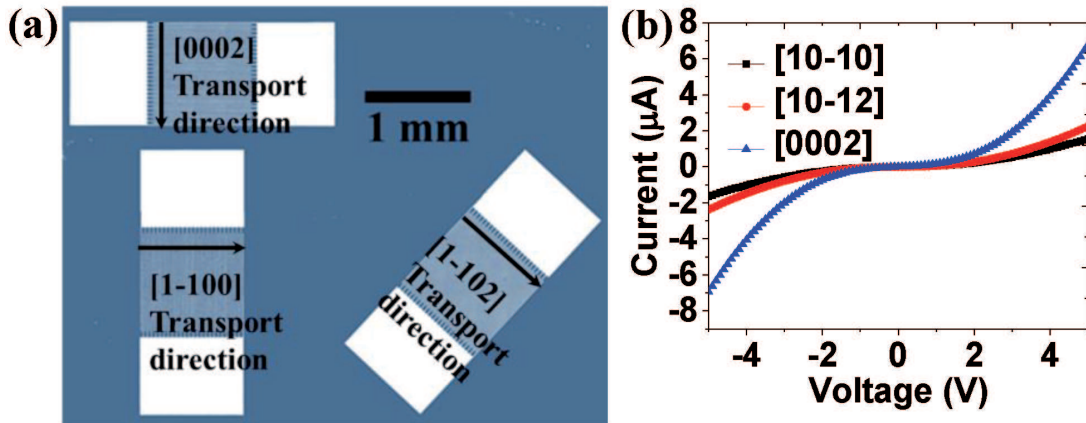 (a)
[0002]
Transport
direction
1 mm
[1-100]
Transport
direction
[1-102]
Transport
direction
(b)
[10-10]
[10-12]
[0002]
Current (μA)
8
6
4
2
0
-2
-4
-6
-8
-4 -2 0 2 4
Voltage (V)